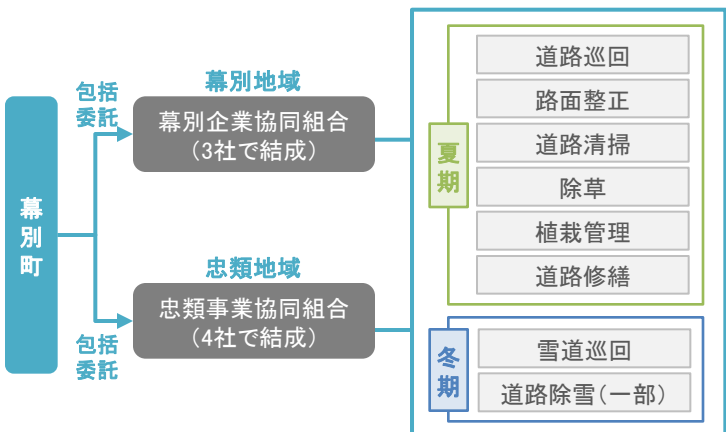 幕別町
包括
委託
幕別地域
幕別企業協同組合
（3社で結成）
包括
委託
忠類地域
忠類事業協同組合
（4社で結成）
夏期
道路巡回
路面整正
道路清掃
除草
植栽管理
道路修繕
冬期
雪道巡回
道路除雪（一部）